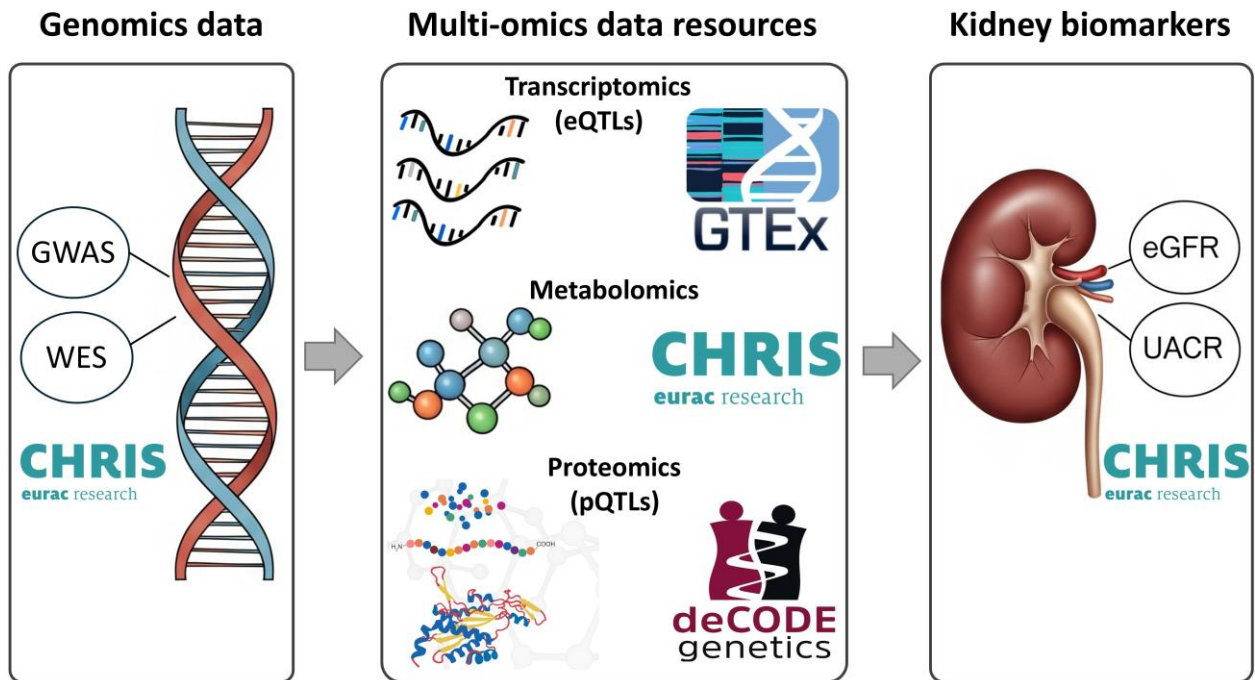 Genomics data
GWAS
WES
CHRIS
eurac research
Multi-omics data resources
Transcriptomics
(eQTLs)
GTEx
Metabolomics
CHRIS
eurac research
Proteomics
(pQTLs)
H₂N
COOH
deCODE
genetics
Kidney biomarkers
eGFR
UACR
CHRIS
eurac research